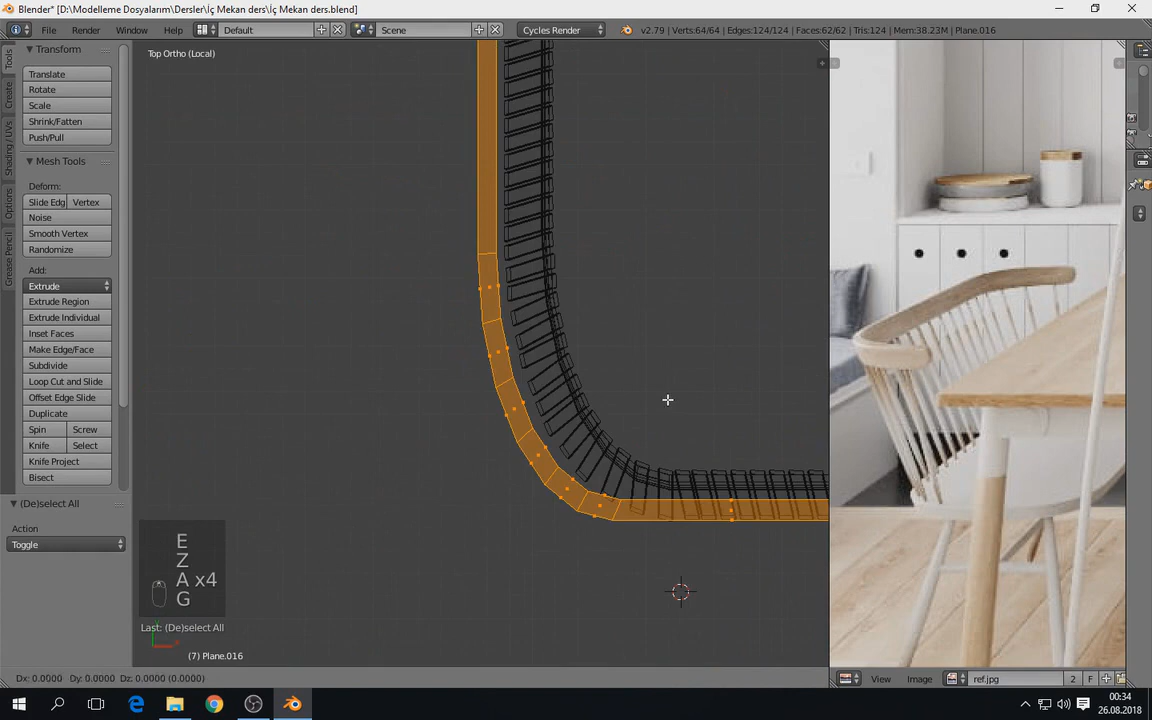 Blender* [D:\Modelleme Dosyalarım\Dersler\İç Mekan ders\İç Mekan ders.blend]
File
Render
Window
Help
Default
Scene
Cycles Render
v2.79 | Verts:64/64 | Edges:124/124 | Faces:62/62 | Tris:124 | Mem:38.23M | Plane.016
Tools
Create
Shading / UVs
Options
Grease Pencil
Transform
Translate
Rotate
Scale
Shrink/Fatten
Push/Pull
Mesh Tools
Deform:
Slide Edg
Vertex
Noise
Smooth Vertex
Randomize
Add:
Extrude
Extrude Region
Extrude Individual
Inset Faces
Make Edge/Face
Subdivide
Loop Cut and Slide
Offset Edge Slide
Duplicate
Spin
Screw
Knife
Select
Knife Project
Bisect
(De)select All
Action
Toggle
Top Ortho (Local)
E
Z
A x4
G
Last: (De)select All
(7) Plane.016
Dx: 0.0000 Dy: 0.0000 Dz: 0.0000 (0.0000)
View
Image
ref.jpg
2
F
00:34
26.08.2018